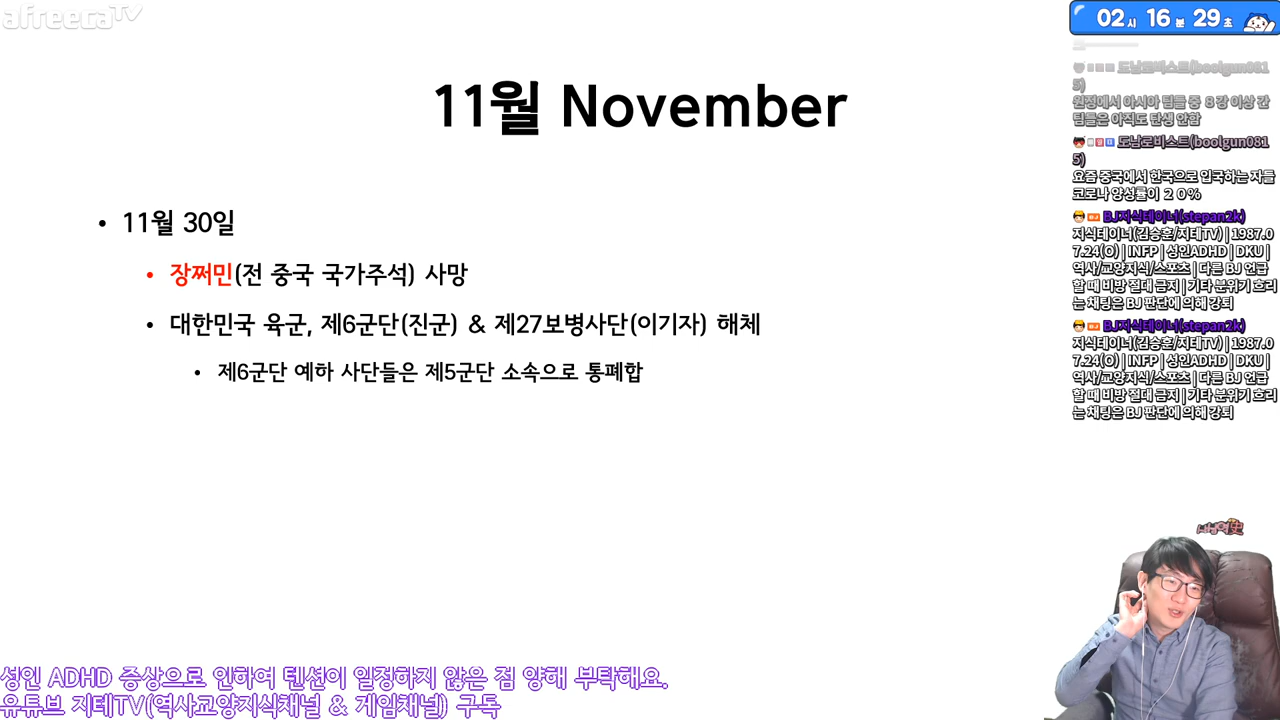 afreecaTV
02시 16분 29초
도남로비스트(boolgun0815)
원정에서 아시아 팀들 중 8강 이상 간
팀들은 아직도 탄생 안함
도남로비스트(boolgun081
5)
요즘 중국에서 한국으로 입국하는 자들
코로나 양성률이 20%
BJ지식테이너(stepan2k)
지식테이너(김승훈/지테TV) | 1987.0
7.24(O) | INFP | 성인ADHD | DKU |
역사/교양지식/스포츠 | 다른 BJ 언급
할 때 비방 절대 금지 | 기타 분위기 흐리
는 채팅은 BJ 판단에 의해 강퇴
BJ지식테이너(stepan2k)
지식테이너(김승훈/지테TV) | 1987.0
7.24(O) | INFP | 성인ADHD | DKU |
역사/교양지식/스포츠 | 다른 BJ 언급
할 때 비방 절대 금지 | 기타 분위기 흐리
는 채팅은 BJ 판단에 의해 강퇴
11월 November
• 11월 30일
• 장쩌민(전 중국 국가주석) 사망
• 대한민국 육군, 제6군단(진군) & 제27보병사단(이기자) 해체
• 제6군단 예하 사단들은 제5군단 소속으로 통폐합
성인 ADHD 증상으로 인하여 텐션이 일정하지 않은 점 양해 부탁해요.
유튜브 지테TV(역사교양지식채널 & 게임채널) 구독